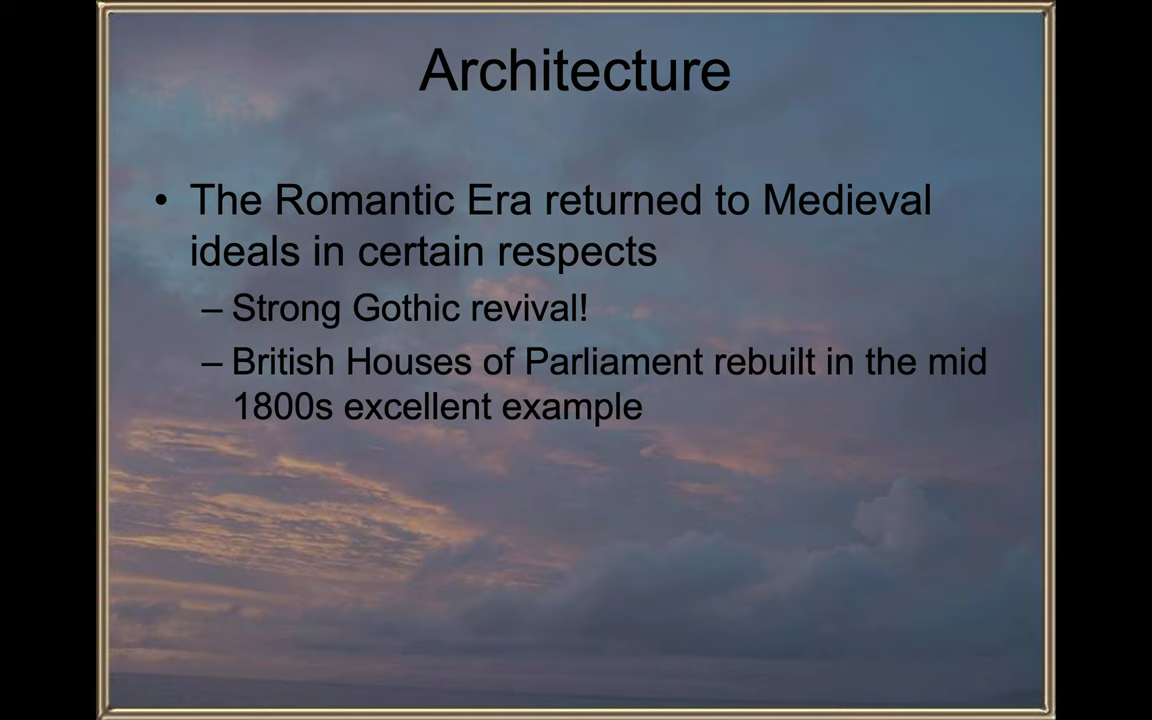 Architecture
• The Romantic Era returned to Medieval
ideals in certain respects
– Strong Gothic revival!
– British Houses of Parliament rebuilt in the mid
1800s excellent example